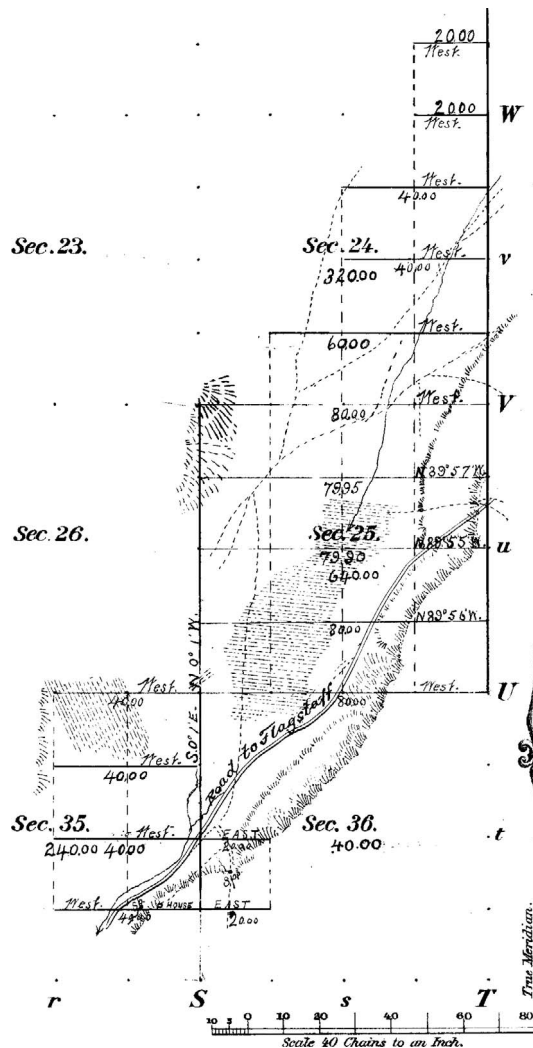 20.00
West.
20.00
West.
W
West.
40.00
Sec. 23.
Sec. 24.
West.
v
320.00
40.00
West.
60.00
West.
V
80.00
79.95
Sec. 26.
Sec. 25.
N.89°55'W.
u
79.90
640.00
80.00
N.89°56'W.
S.0°1'E. N.0°1'W.
West.
40.00
80.00
West.
U
Road to Flagstaff
West.
40.00
Sec. 35.
West.
EAST
Sec. 36.
t
240.00 40.00
40.00
West.
HOUSE
EAST
20.00
r S s T
True Meridian.
10 5 0 10 20 30 40 60 80
Scale 40 Chains to an Inch.